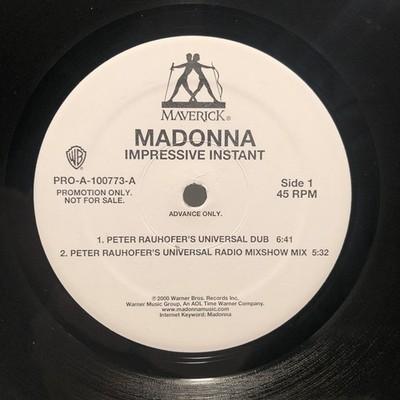 MAVERICK®
MADONNA
IMPRESSIVE INSTANT
WB
PRO-A-100773-A
PROMOTION ONLY.
NOT FOR SALE.
Side 1
45 RPM
ADVANCE ONLY.
1. PETER RAUHOFER'S UNIVERSAL DUB 6:41
2. PETER RAUHOFER'S UNIVERSAL RADIO MIXSHOW MIX 5:32
℗ 2000 Warner Bros. Records Inc.
Warner Music Group, An AOL Time Warner Company.
www.madonnamusic.com
Internet Keyword: Madonna